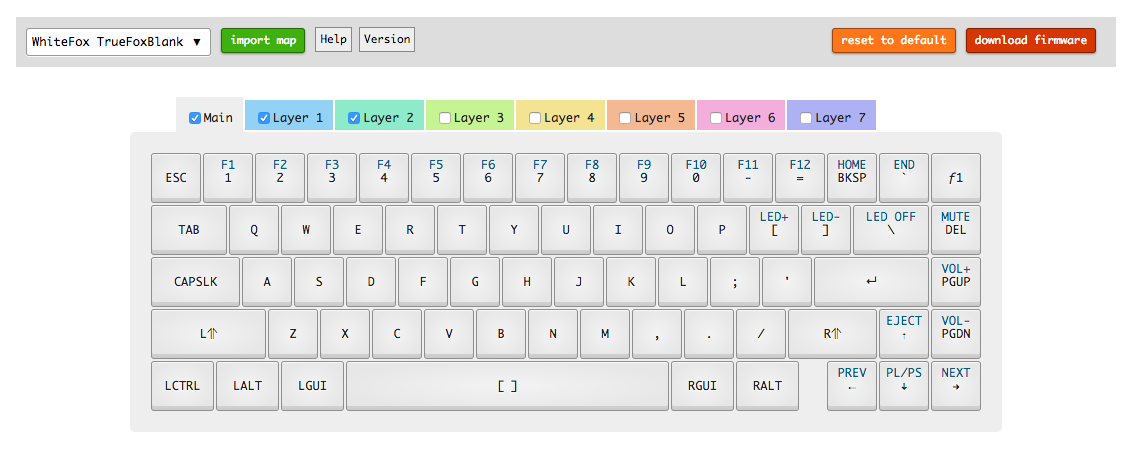 WhiteFox TrueFoxBlank ▼ import map Help Version reset to default download firmware
Main Layer 1 Layer 2 Layer 3 Layer 4 Layer 5 Layer 6 Layer 7
F1 F2 F3 F4 F5 F6 F7 F8 F9 F10 F11 F12 HOME END
ESC 1 2 3 4 5 6 7 8 9 0 - = BKSP ` ƒ1
LED+ LED- LED OFF MUTE
TAB Q W E R T Y U I O P [ ] \ DEL
VOL+
CAPSLK A S D F G H J K L ; ' ↵ PGUP
EJECT VOL-
L⇑ Z X C V B N M , . / R⇑ ↑ PGDN
PREV PL/PS NEXT
LCTRL LALT LGUI [ ] RGUI RALT ← ↓ →